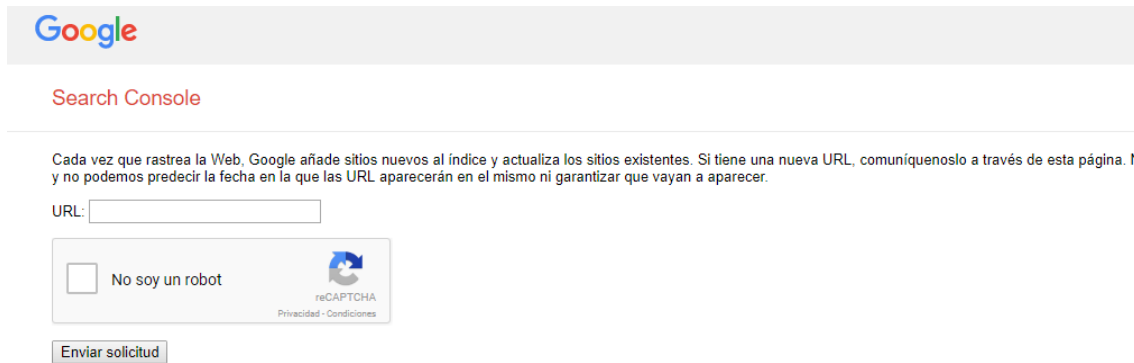 Google
Search Console
Cada vez que rastrea la Web, Google añade sitios nuevos al índice y actualiza los sitios existentes. Si tiene una nueva URL, comuníquenoslo a través de esta página.
y no podemos predecir la fecha en la que las URL aparecerán en el mismo ni garantizar que vayan a aparecer.
URL:
No soy un robot
reCAPTCHA
Privacidad - Condiciones
Enviar solicitud